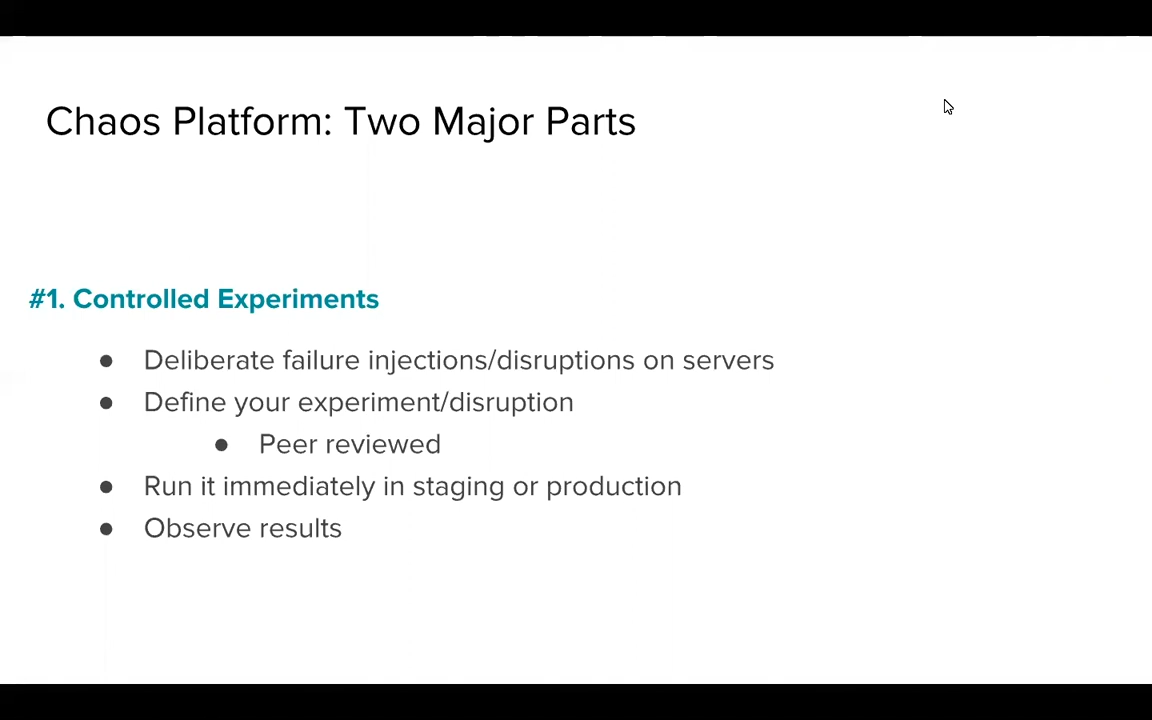 Chaos Platform: Two Major Parts
#1. Controlled Experiments
● Deliberate failure injections/disruptions on servers
● Define your experiment/disruption
● Peer reviewed
● Run it immediately in staging or production
● Observe results